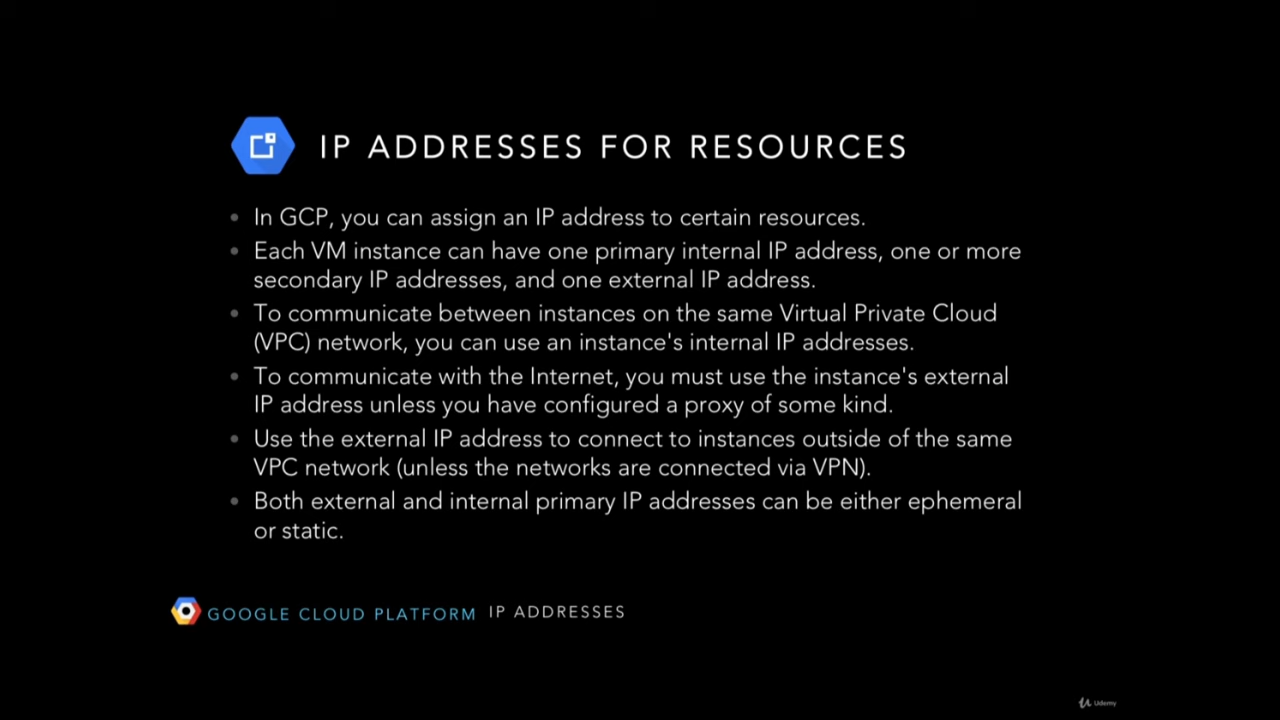 IP ADDRESSES FOR RESOURCES
• In GCP, you can assign an IP address to certain resources.
• Each VM instance can have one primary internal IP address, one or more
secondary IP addresses, and one external IP address.
• To communicate between instances on the same Virtual Private Cloud
(VPC) network, you can use an instance's internal IP addresses.
• To communicate with the Internet, you must use the instance's external
IP address unless you have configured a proxy of some kind.
• Use the external IP address to connect to instances outside of the same
VPC network (unless the networks are connected via VPN).
• Both external and internal primary IP addresses can be either ephemeral
or static.
GOOGLE CLOUD PLATFORM IP ADDRESSES
Udemy